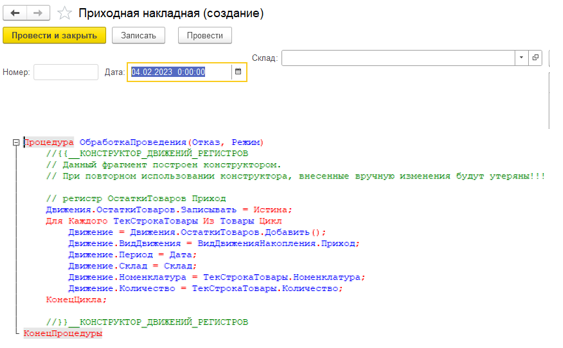 Приходная накладная (создание)
Провести и закрыть Записать Провести
Склад:
Номер: Дата: 04.02.2023 0:00:00
Процедура ОбработкаПроведения(Отказ, Режим)
//{{__КОНСТРУКТОР_ДВИЖЕНИЙ_РЕГИСТРОВ
// Данный фрагмент построен конструктором.
// При повторном использовании конструктора, внесенные вручную изменения будут утеряны!!!
// регистр ОстаткиТоваров Приход
Движения.ОстаткиТоваров.Записывать = Истина;
Для Каждого ТекСтрокаТовары Из Товары Цикл
Движение = Движения.ОстаткиТоваров.Добавить();
Движение.ВидДвижения = ВидДвиженияНакопления.Приход;
Движение.Период = Дата;
Движение.Склад = Склад;
Движение.Номенклатура = ТекСтрокаТовары.Номенклатура;
Движение.Количество = ТекСтрокаТовары.Количество;
КонецЦикла;
//}}__КОНСТРУКТОР_ДВИЖЕНИЙ_РЕГИСТРОВ
КонецПроцедуры